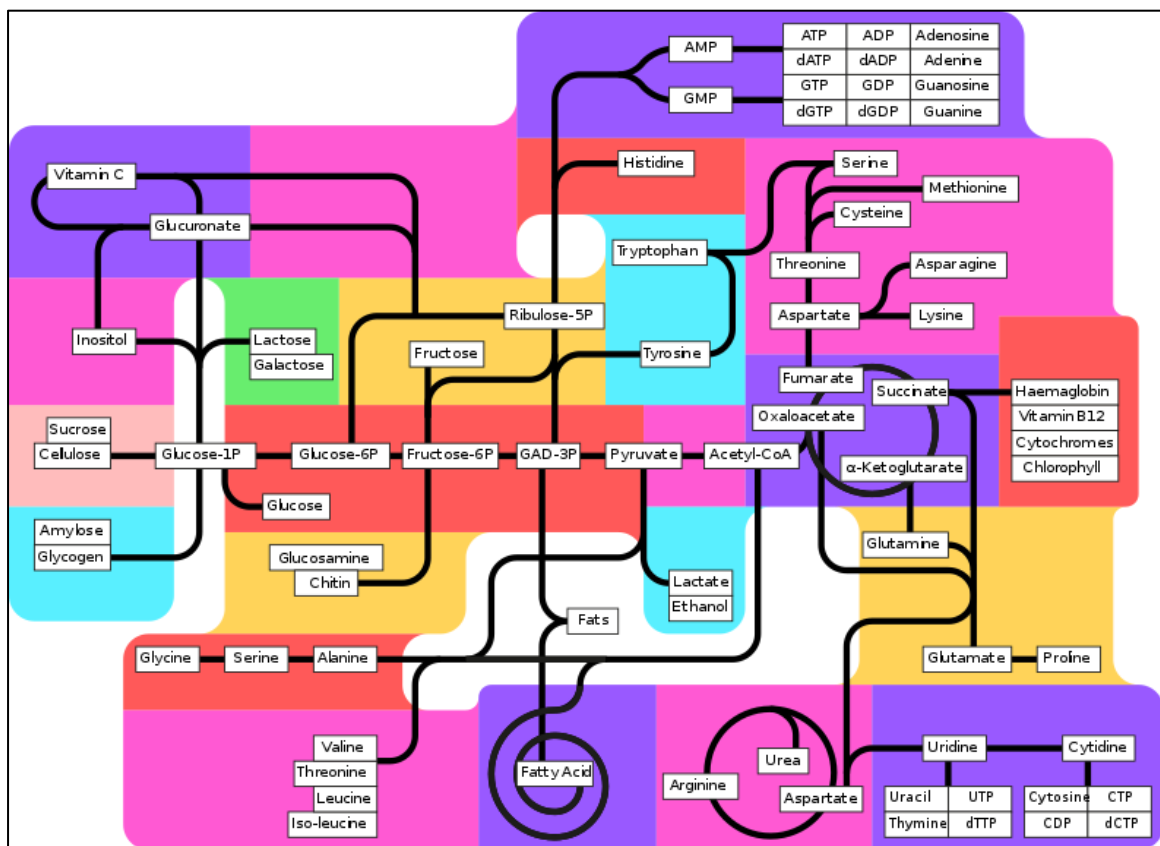 AMP
ATP ADP Adenosine
dATP dADP Adenine
GMP
GTP GDP Guanosine
dGTP dGDP Guanine
Vitamin C
Histidine
Serine
Methionine
Cysteine
Glucuronate
Tryptophan
Threonine
Asparagine
Ribulose-5P
Aspartate
Lysine
Inositol
Lactose
Galactose
Fructose
Tyrosine
Fumarate
Succinate
Haemaglobin
Vitamin B12
Cytochromes
Chlorophyll
Oxaloacetate
Sucrose
Cellulose
Glucose-1P
Glucose-6P
Fructose-6P
GAD-3P
Pyruvate
Acetyl-CoA
α-Ketoglutarate
Glucose
Amylose
Glycogen
Glucosamine
Chitin
Glutamine
Lactate
Ethanol
Fats
Glycine
Serine
Alanine
Glutamate
Proline
Valine
Threonine
Leucine
Iso-leucine
Fatty Acid
Urea
Arginine
Aspartate
Uridine
Cytidine
Uracil UTP
Thymine dTTP
Cytosine CTP
CDP dCTP